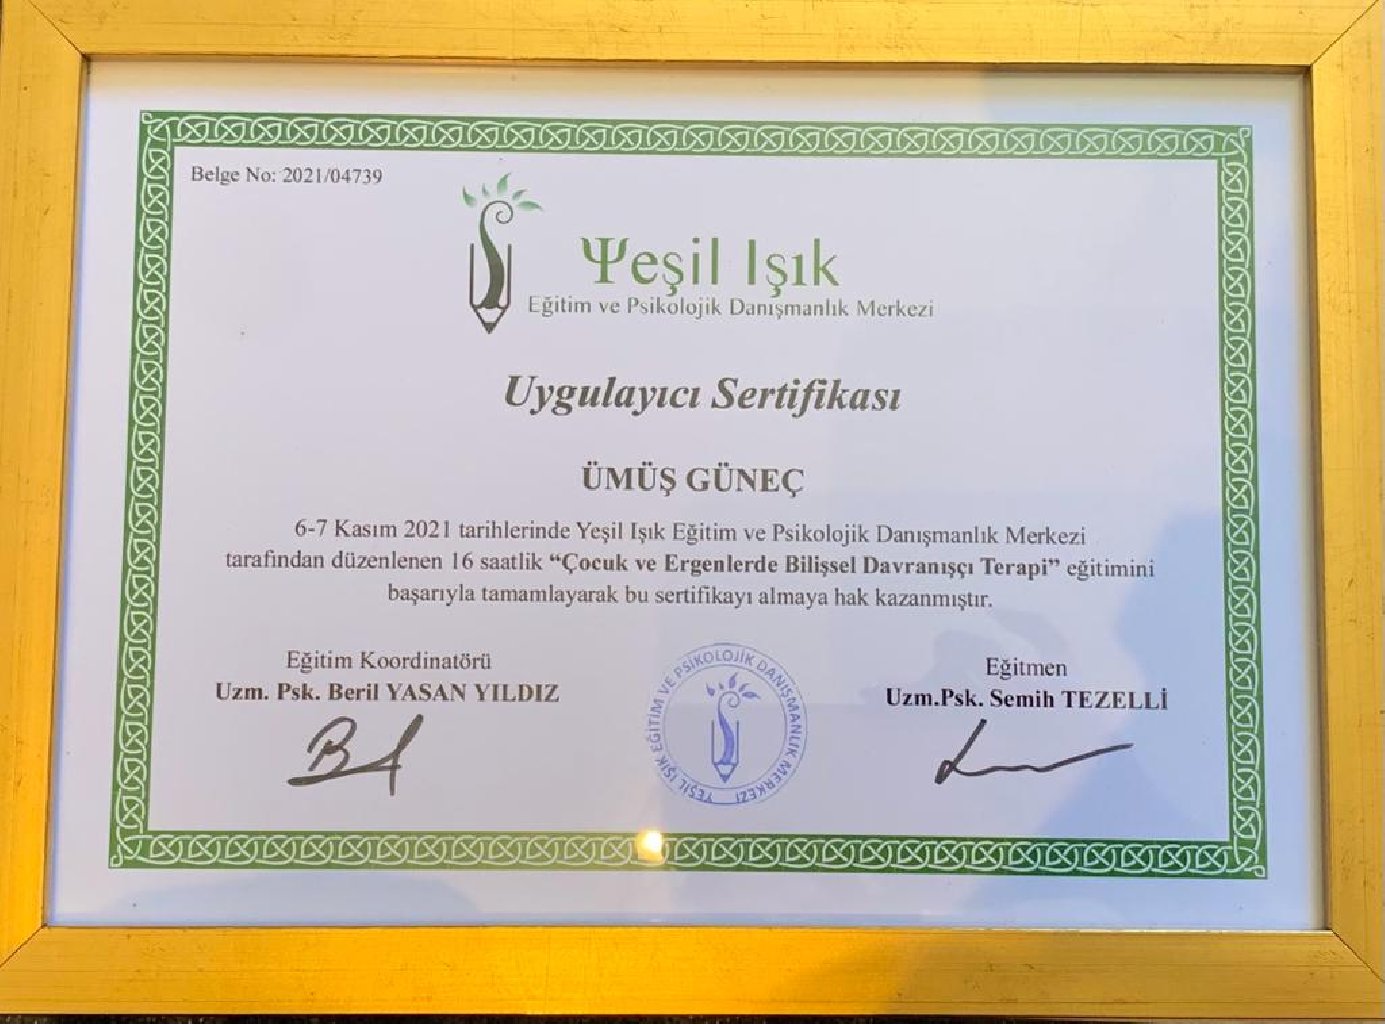 Belge No: 2021/04739
Ψeşil Işık
Eğitim ve Psikolojik Danışmanlık Merkezi
Uygulayıcı Sertifikası
ÜMÜŞ GÜNEÇ
6-7 Kasım 2021 tarihlerinde Yeşil Işık Eğitim ve Psikolojik Danışmanlık Merkezi
tarafından düzenlenen 16 saatlik “Çocuk ve Ergenlerde Bilişsel Davranışçı Terapi” eğitimini
başarıyla tamamlayarak bu sertifikayı almaya hak kazanmıştır.
Eğitim Koordinatörü
Uzm. Psk. Beril YASAN YILDIZ
Eğitmen
Uzm.Psk. Semih TEZELLİ
YEŞİL IŞIK EĞİTİM VE PSİKOLOJİK DANIŞMANLIK MERKEZİ